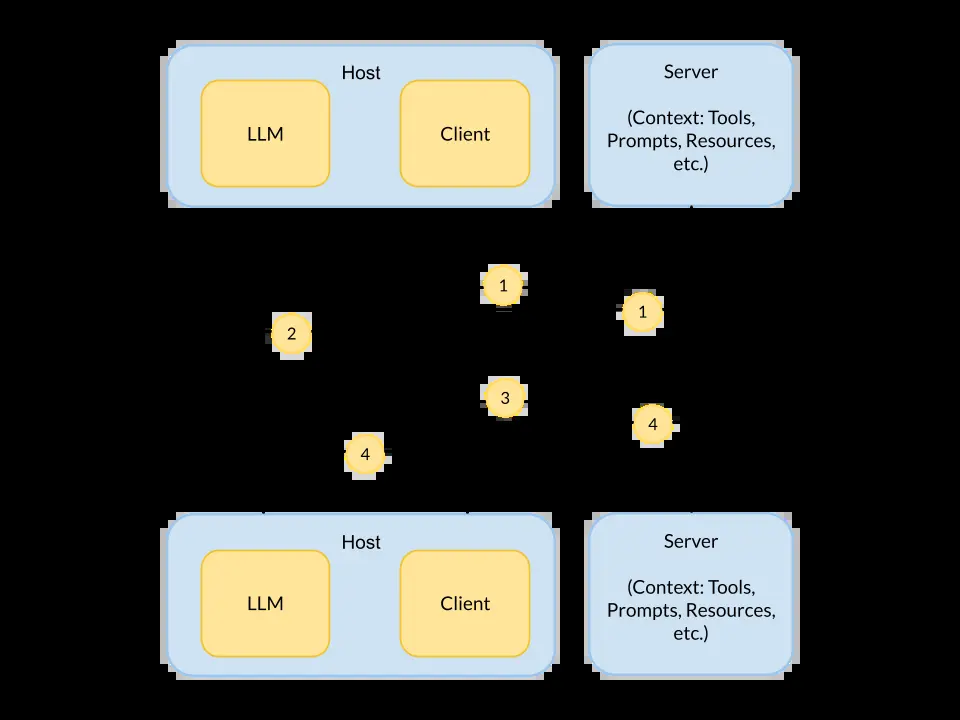 Host
LLM
Client
Server
(Context: Tools,
Prompts, Resources,
etc.)
1
1
2
3
4
4
Host
LLM
Client
Server
(Context: Tools,
Prompts, Resources,
etc.)